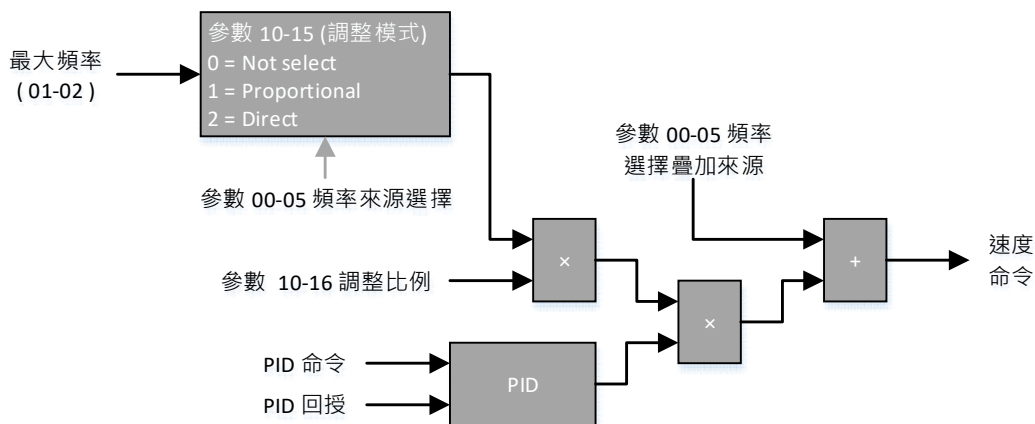 參數 10-15 (調整模式)
0 = Not select
1 = Proportional
2 = Direct
最大頻率
( 01-02 )
參數 00-05 頻率來源選擇
參數 00-05 頻率
選擇疊加來源
參數 10-16 調整比例
×
×
+
速度
命令
PID 命令
PID 回授
PID